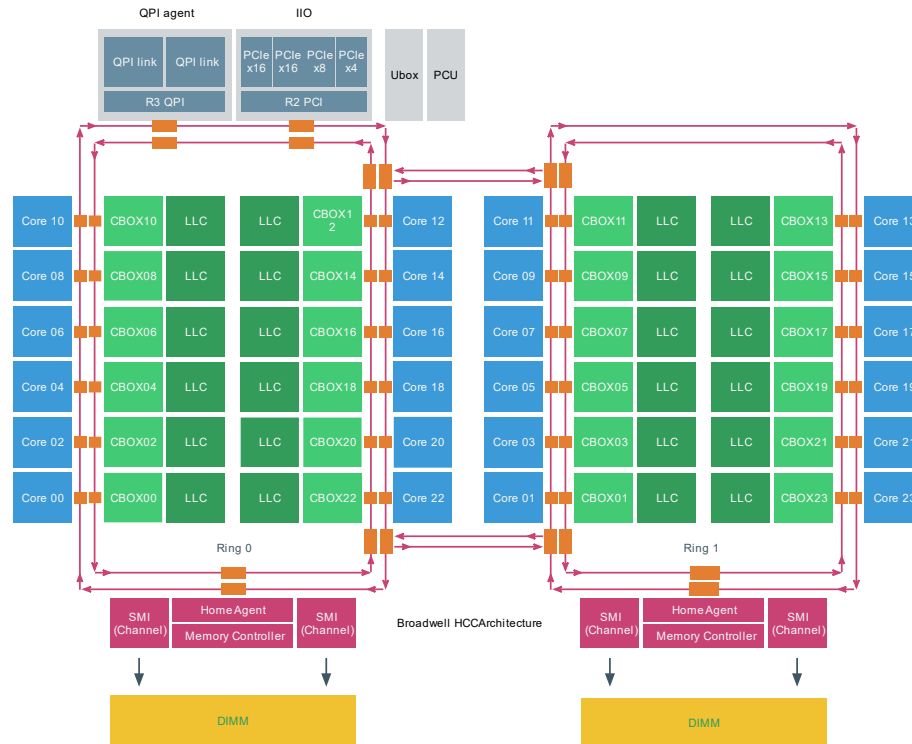 QPI agent
IIO
QPI link
QPI link
PCIe
x16
PCIe
x16
PCIe
x8
PCIe
x4
R3 QPI
R2 PCI
Ubox
PCU
Core 10
CBOX10
LLC
LLC
CBOX1
2
Core 12
Core 11
CBOX11
LLC
LLC
CBOX13
Core 13
Core 08
CBOX08
LLC
LLC
CBOX14
Core 14
Core 09
CBOX09
LLC
LLC
CBOX15
Core 15
Core 06
CBOX06
LLC
LLC
CBOX16
Core 16
Core 07
CBOX07
LLC
LLC
CBOX17
Core 17
Core 04
CBOX04
LLC
LLC
CBOX18
Core 18
Core 05
CBOX05
LLC
LLC
CBOX19
Core 19
Core 02
CBOX02
LLC
LLC
CBOX20
Core 20
Core 03
CBOX03
LLC
LLC
CBOX21
Core 21
Core 00
CBOX00
LLC
LLC
CBOX22
Core 22
Core 01
CBOX01
LLC
LLC
CBOX23
Core 23
Ring 0
Ring 1
SMI
(Channel)
Home Agent
Memory Controller
SMI
(Channel)
Broadwell HCCArchitecture
SMI
(Channel)
Home Agent
Memory Controller
SMI
(Channel)
DIMM
DIMM